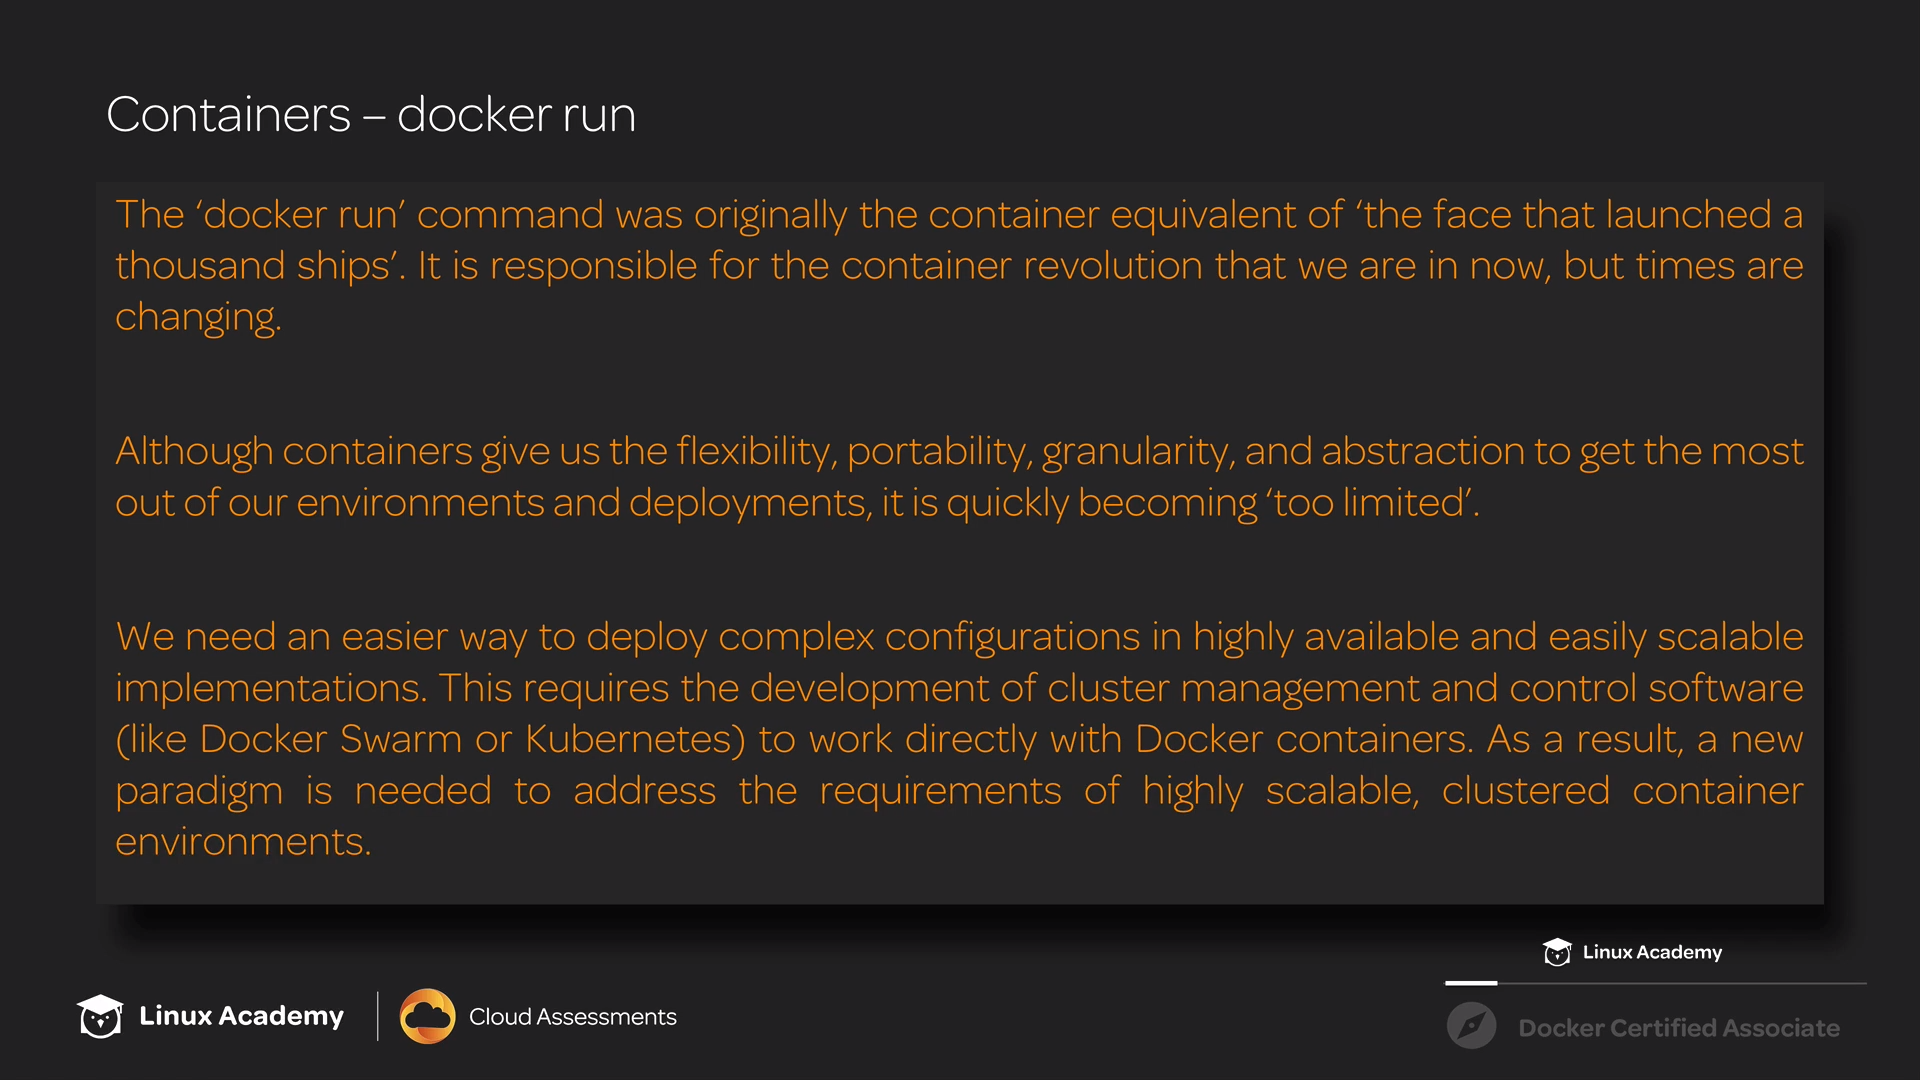 Containers – docker run
The ‘docker run’ command was originally the container equivalent of ‘the face that launched a
thousand ships’. It is responsible for the container revolution that we are in now, but times are
changing.
Although containers give us the flexibility, portability, granularity, and abstraction to get the most
out of our environments and deployments, it is quickly becoming ‘too limited’.
We need an easier way to deploy complex configurations in highly available and easily scalable
implementations. This requires the development of cluster management and control software
(like Docker Swarm or Kubernetes) to work directly with Docker containers. As a result, a new
paradigm is needed to address the requirements of highly scalable, clustered container
environments.
Linux Academy
Linux Academy
Cloud Assessments
Docker Certified Associate